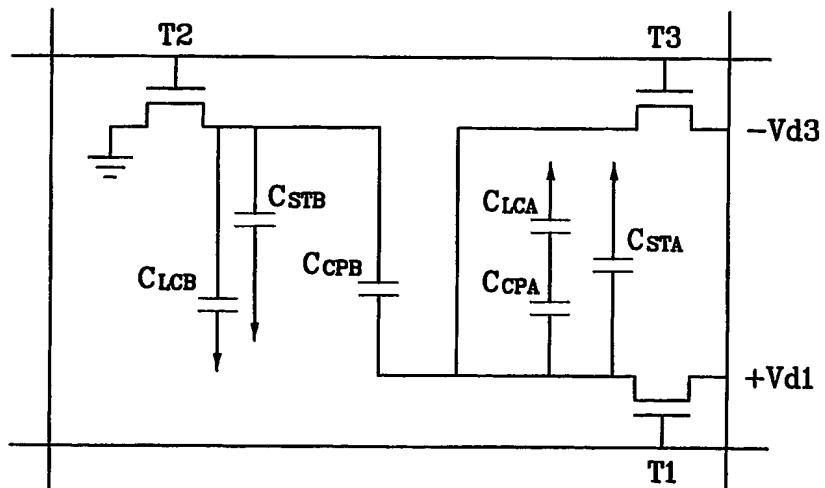 T2
T3
-Vd3
CSTB
CLCA
CSTA
CLCB
CCPB
CCPA
+Vd1
T1